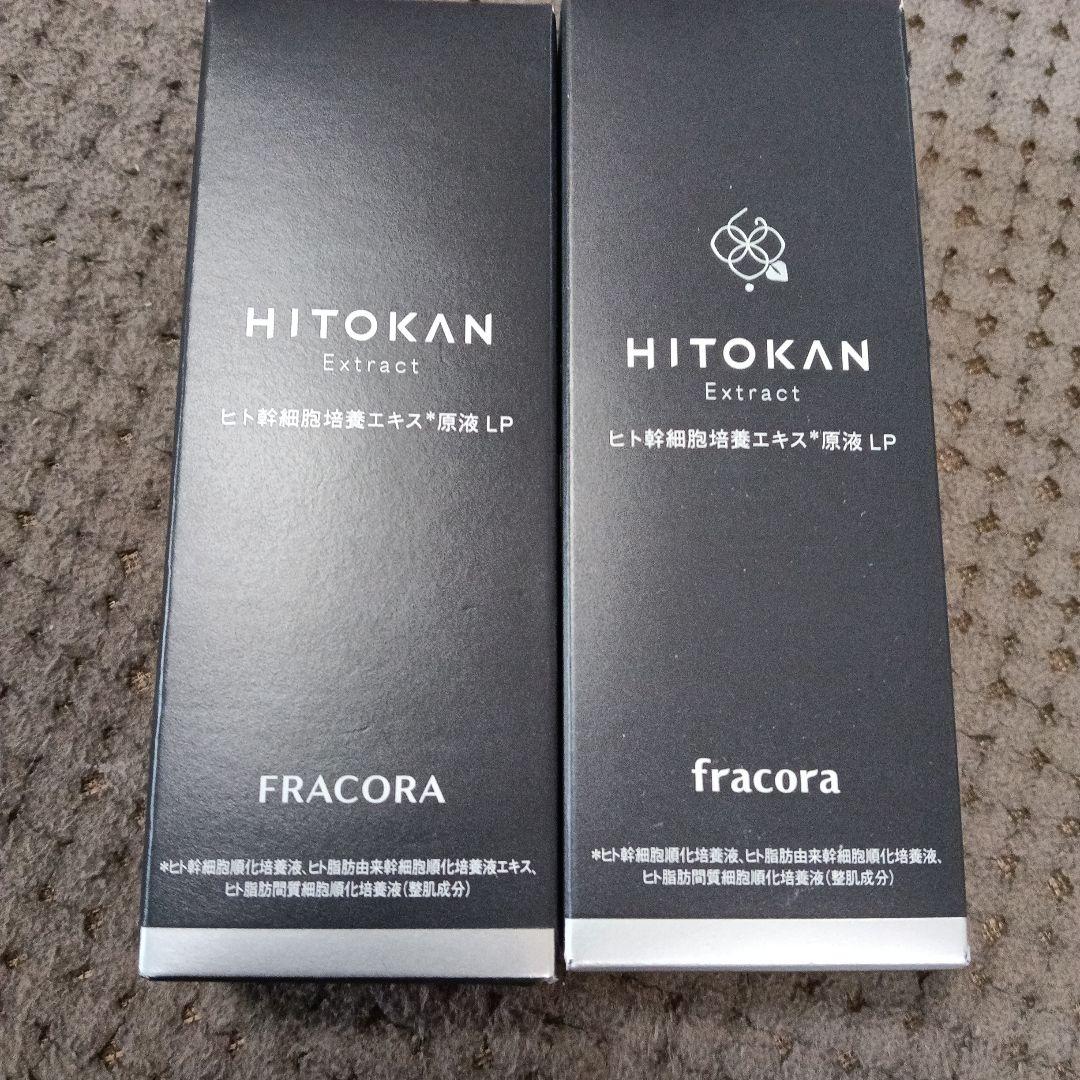 HITOKAN
Extract
ヒト幹細胞培養エキス*原液 LP
FRACORA
*ヒト幹細胞順化培養液、ヒト脂肪由来幹細胞順化培養液エキス、
ヒト脂肪間質細胞順化培養液(整肌成分)
HITOKAN
Extract
ヒト幹細胞培養エキス*原液 LP
fracora
*ヒト幹細胞順化培養液、ヒト脂肪由来幹細胞順化培養液、
ヒト脂肪間質細胞順化培養液(整肌成分)